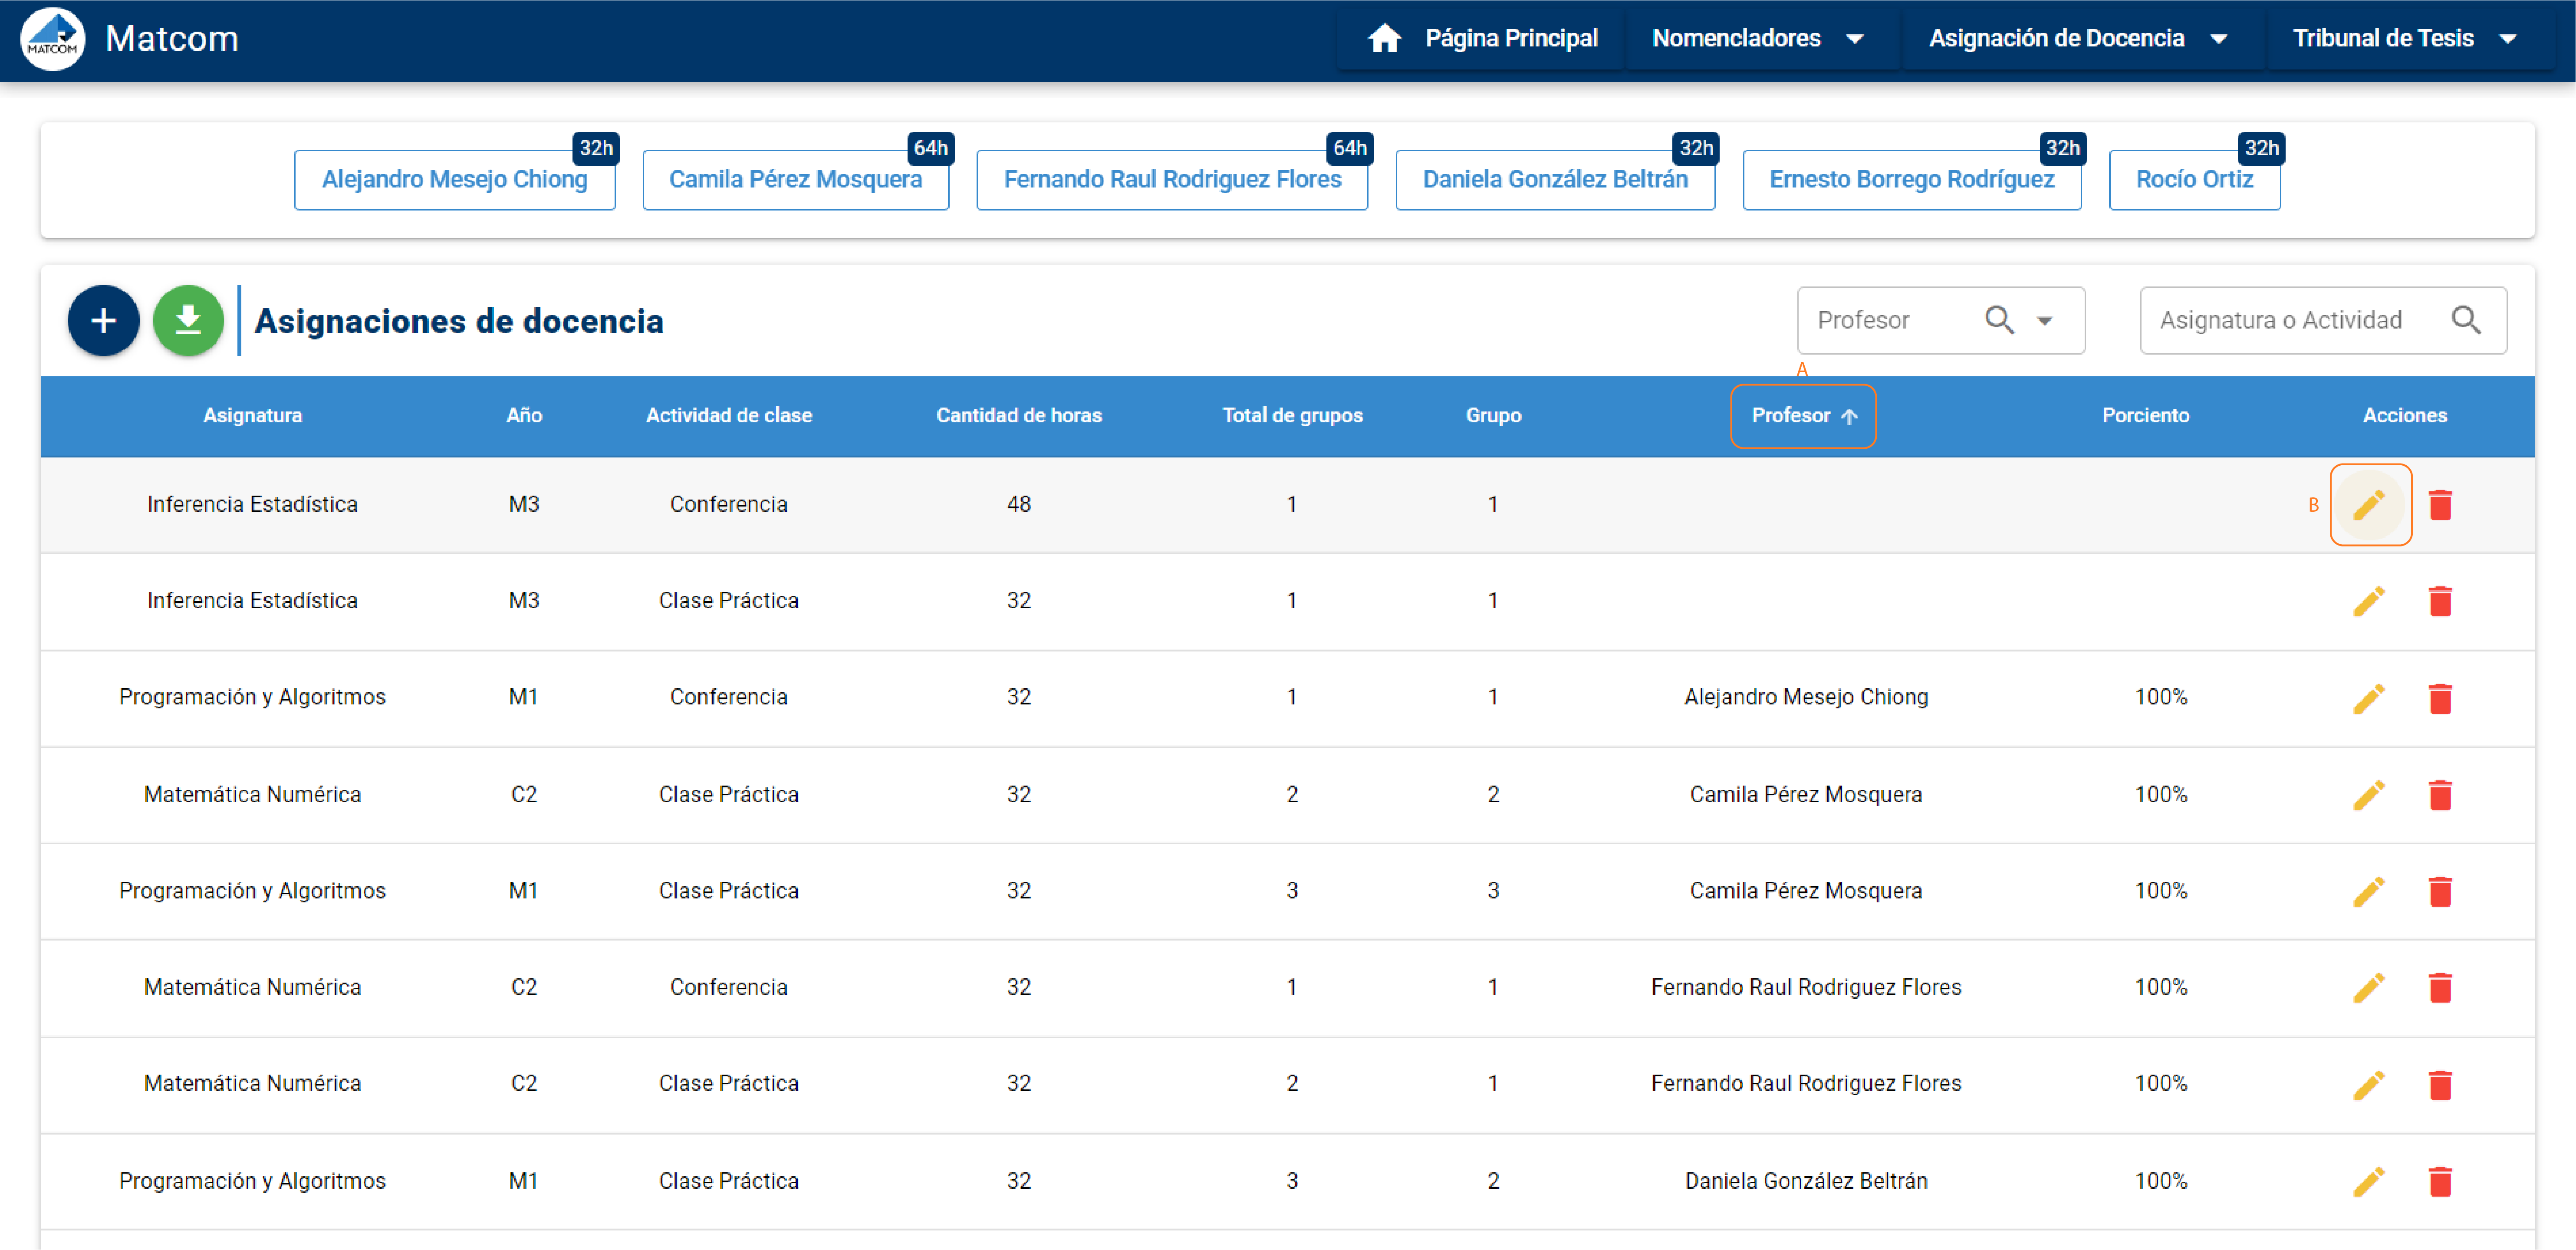 MATCOM Matcom Página Principal Nomencladores Asignación de Docencia Tribunal de Tesis
32h 64h 64h 32h 32h 32h
Alejandro Mesejo Chiong Camila Pérez Mosquera Fernando Raul Rodriguez Flores Daniela González Beltrán Ernesto Borrego Rodríguez Rocío Ortiz
Asignaciones de docencia Profesor Asignatura o Actividad
A
Asignatura Año Actividad de clase Cantidad de horas Total de grupos Grupo Profesor Porciento Acciones
Inferencia Estadística M3 Conferencia 48 1 1 B
Inferencia Estadística M3 Clase Práctica 32 1 1
Programación y Algoritmos M1 Conferencia 32 1 1 Alejandro Mesejo Chiong 100%
Matemática Numérica C2 Clase Práctica 32 2 2 Camila Pérez Mosquera 100%
Programación y Algoritmos M1 Clase Práctica 32 3 3 Camila Pérez Mosquera 100%
Matemática Numérica C2 Conferencia 32 1 1 Fernando Raul Rodriguez Flores 100%
Matemática Numérica C2 Clase Práctica 32 2 1 Fernando Raul Rodriguez Flores 100%
Programación y Algoritmos M1 Clase Práctica 32 3 2 Daniela González Beltrán 100%